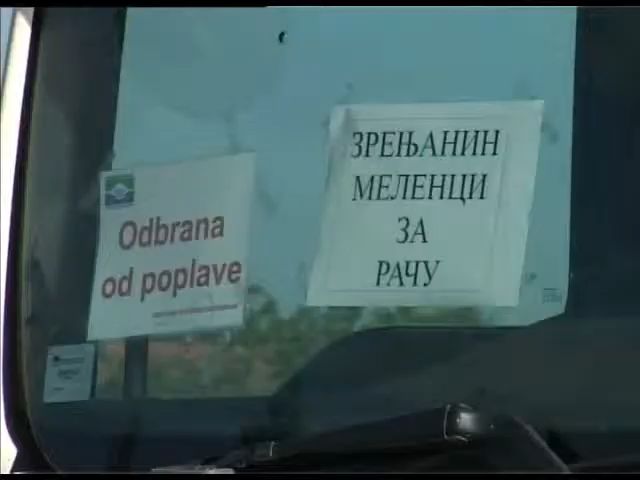 Odbrana
od poplave
ЗРЕЊАНИН
МЕЛЕНЦИ
ЗА
РАЧУ